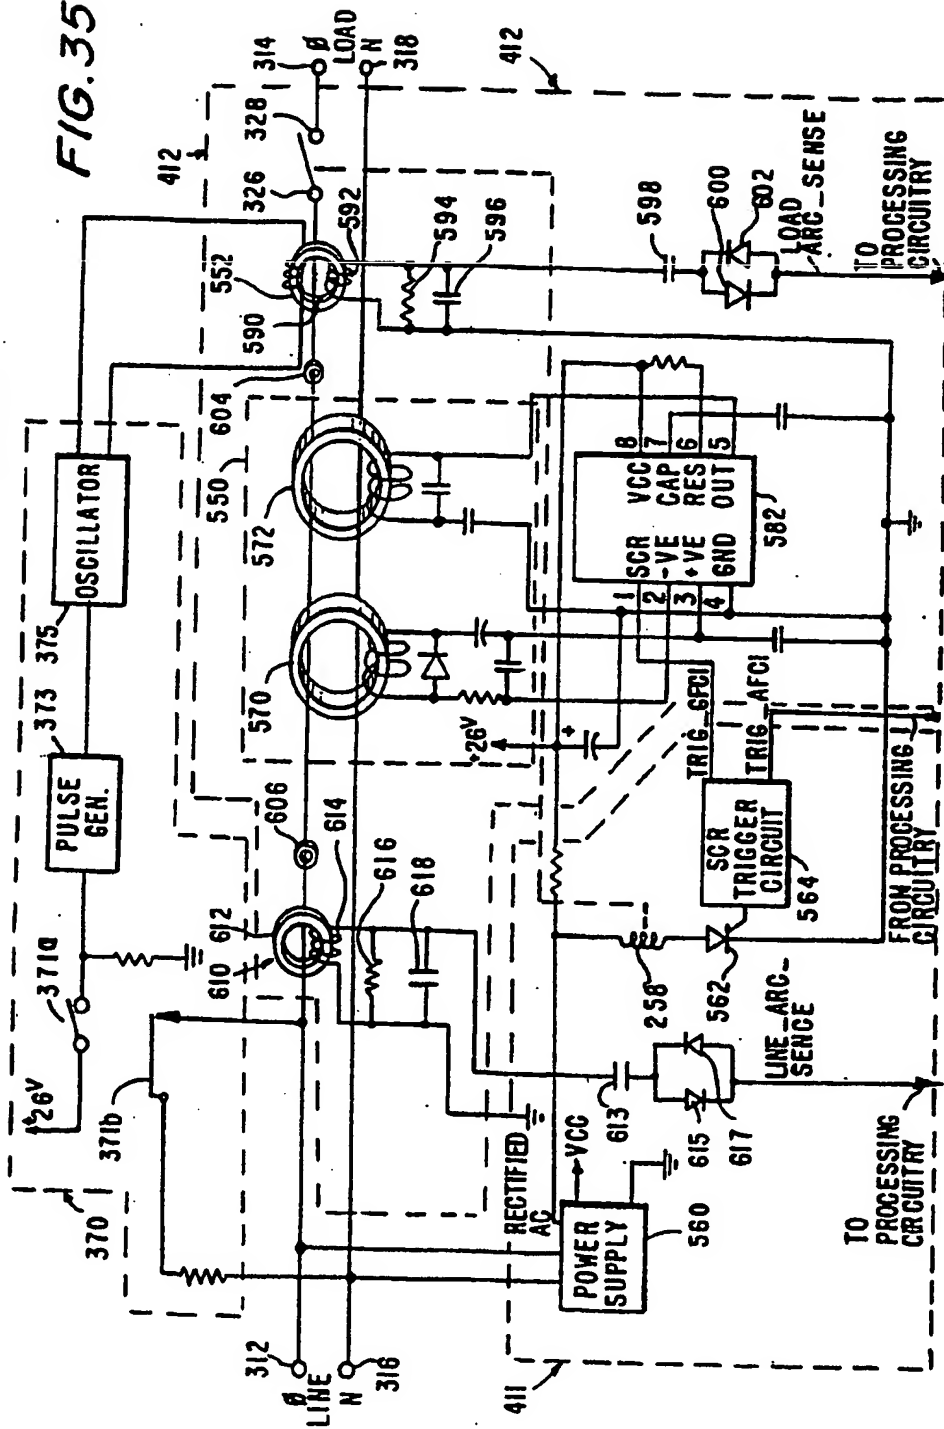 FIG. 35
412
412
314
Ø
LOAD
N
318
328
326
592
594
596
598
600
602
LOAD_
ARC_SENSE
TO
PROCESSING
CIRCUITRY
552
590
604
550
572
OSCILLATOR
375
373
PULSE
GEN.
570
8
7
6
5
VCC
CAP
RES
OUT
SCR
-VE
+VE
GND
1
2
3
4
582
+26V
+
TRIG_GFCI
TRIG_AFCI
SCR
TRIGGER
CIRCUIT
564
FROM PROCESSING
CIRCUITRY
606
614
616
618
612
610
371a
+26V
371b
370
258
562
LINE_ARC_
SENCE
613
615
617
TO
PROCESSING
CIRCUITRY
RECTIFIED
AC
VCC
POWER
SUPPLY
560
312
Ø
LINE
N
316
411